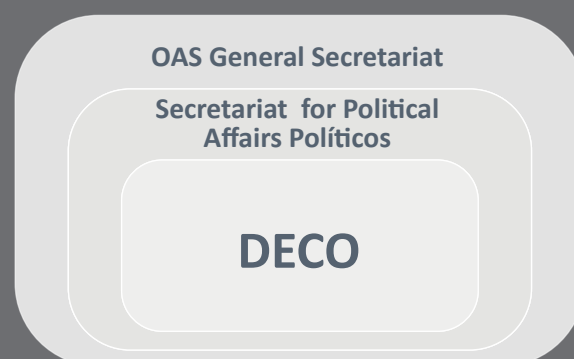 OAS General Secretariat
Secretariat  for Political
Affairs Políticos
DECO